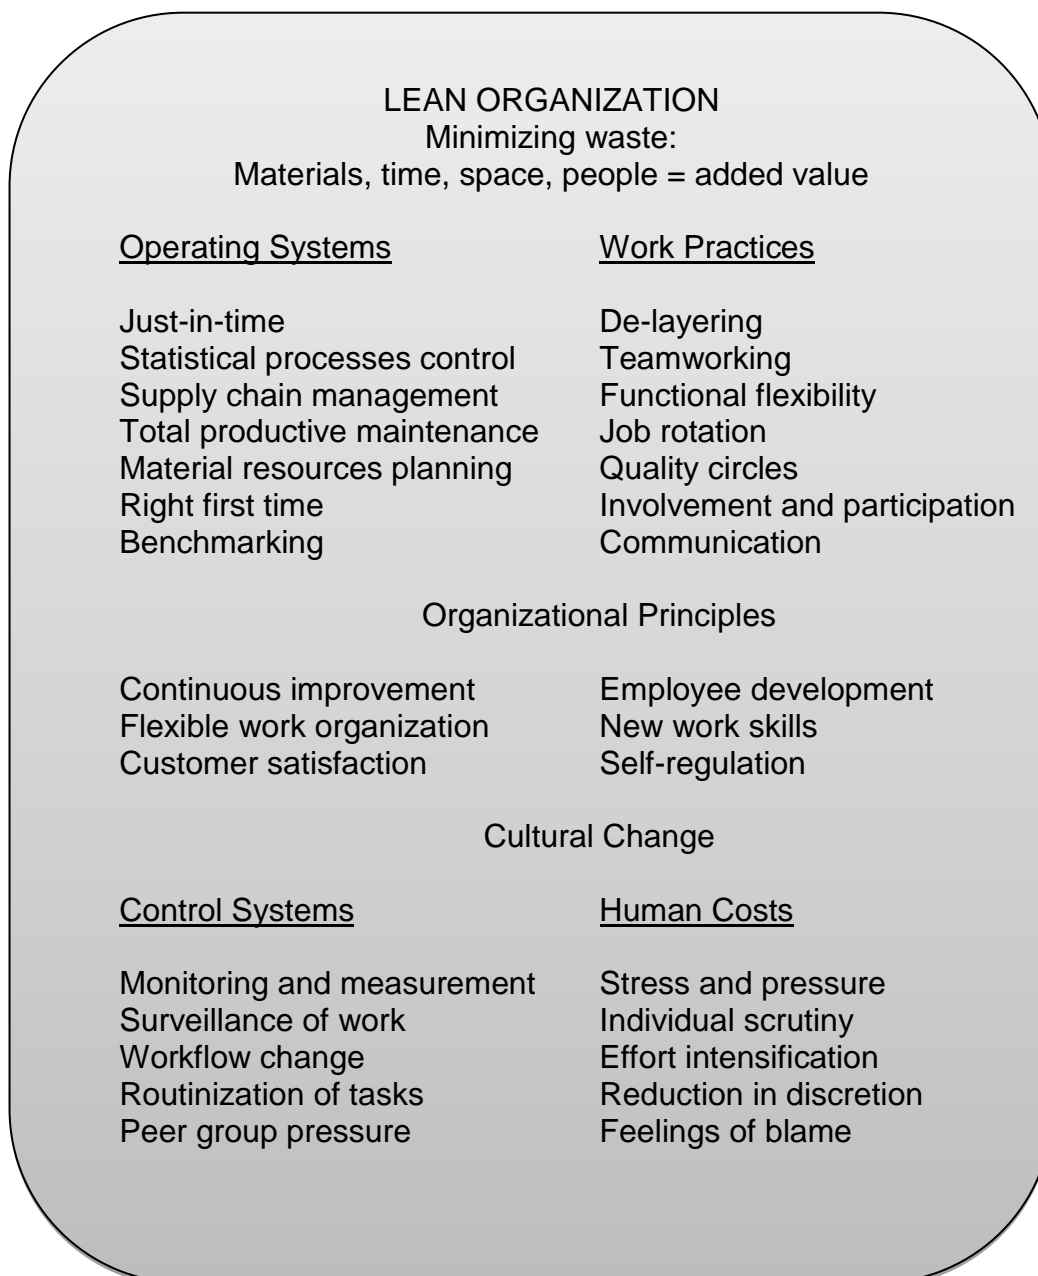 LEAN ORGANIZATION
Minimizing waste:
Materials, time, space, people = added value
Operating Systems
Just-in-time
Statistical processes control
Supply chain management
Total productive maintenance
Material resources planning
Right first time
Benchmarking
Work Practices
De-layering
Teamworking
Functional flexibility
Job rotation
Quality circles
Involvement and participation
Communication
Organizational Principles
Continuous improvement
Flexible work organization
Customer satisfaction
Employee development
New work skills
Self-regulation
Cultural Change
Control Systems
Monitoring and measurement
Surveillance of work
Workflow change
Routinization of tasks
Peer group pressure
Human Costs
Stress and pressure
Individual scrutiny
Effort intensification
Reduction in discretion
Feelings of blame